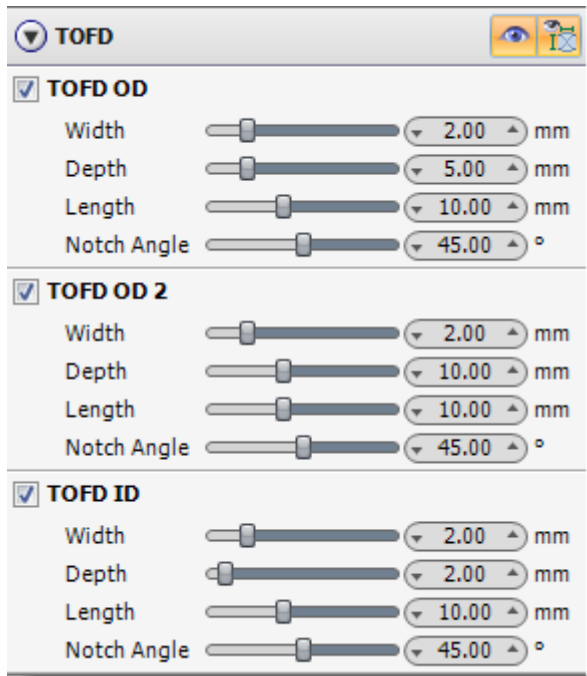 TOFD
TOFD OD
Width 2.00 mm
Depth 5.00 mm
Length 10.00 mm
Notch Angle 45.00 °
TOFD OD 2
Width 2.00 mm
Depth 10.00 mm
Length 10.00 mm
Notch Angle 45.00 °
TOFD ID
Width 2.00 mm
Depth 2.00 mm
Length 10.00 mm
Notch Angle 45.00 °